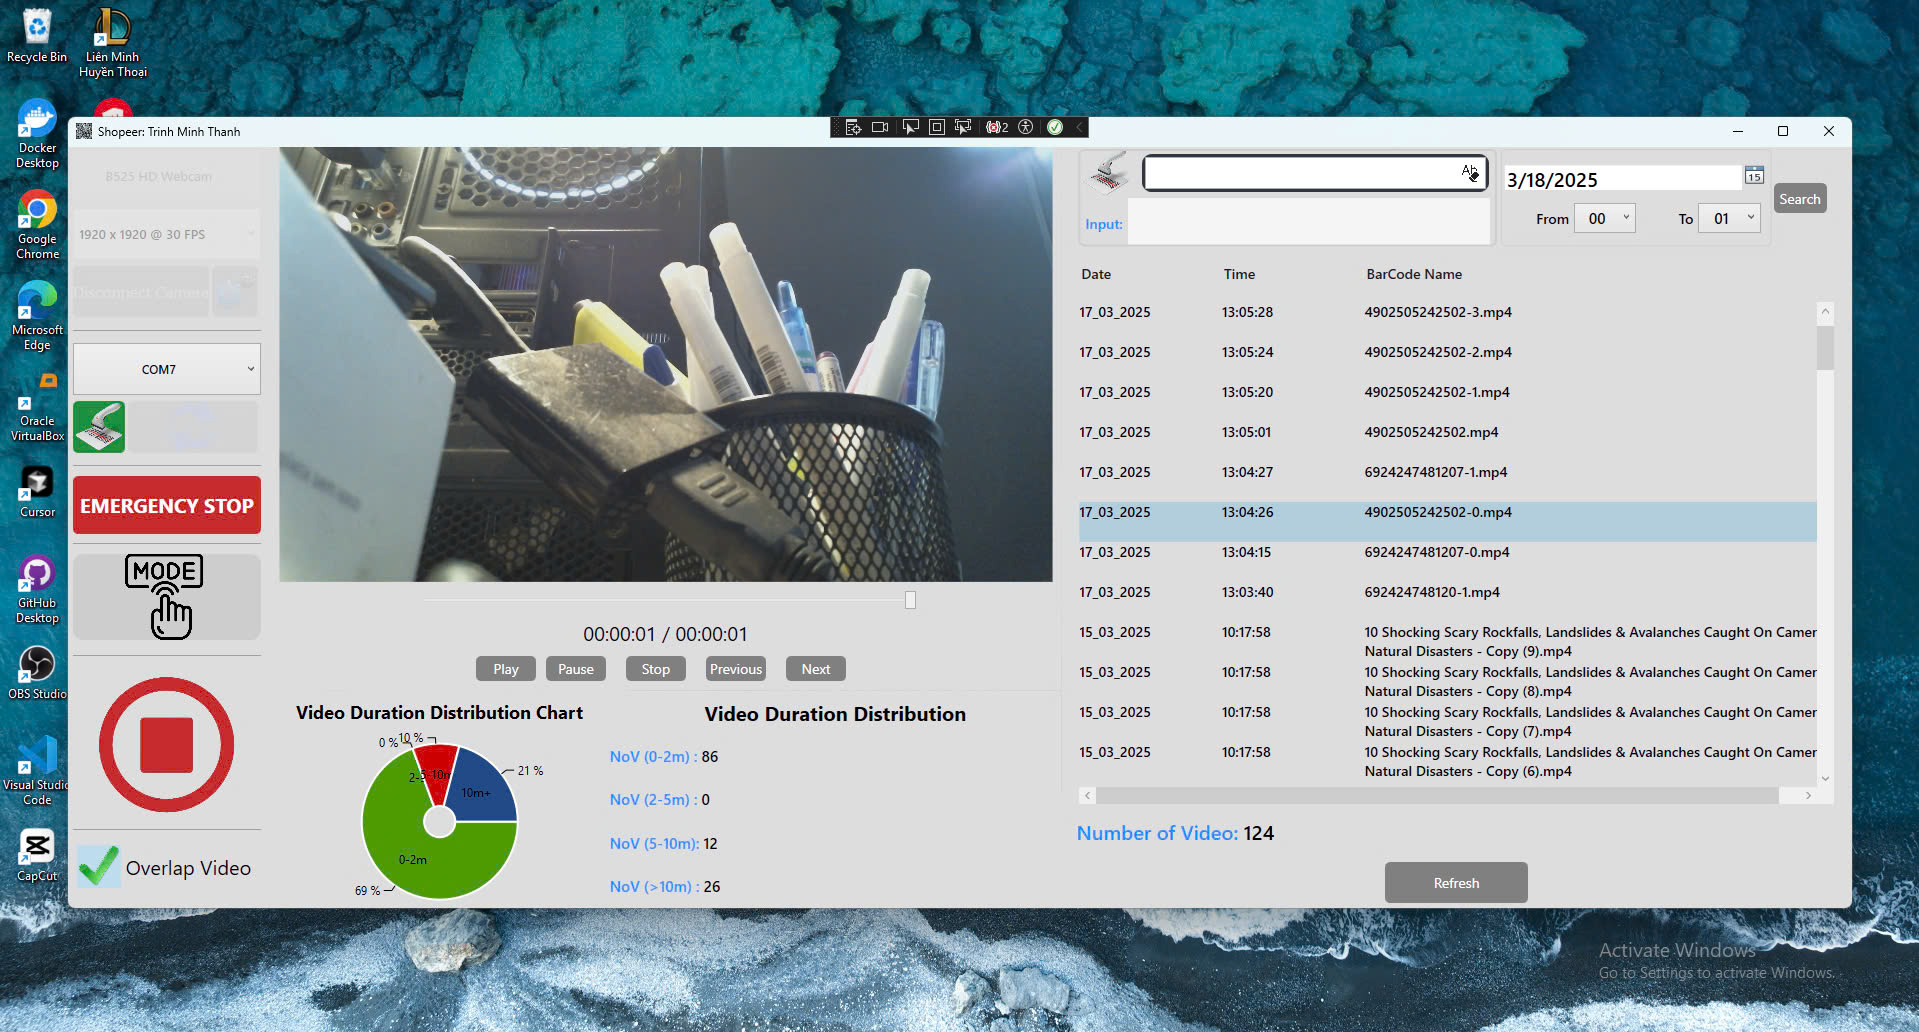 Recycle Bin
Liên Minh
Huyền Thoại
Docker
Desktop
Google
Chrome
Microsoft
Edge
Oracle
VirtualBox
Cursor
GitHub
Desktop
OBS Studio
Visual Studio
Code
CapCut
Shopeer: Trinh Minh Thanh
2
B525 HD Webcam
1920 x 1920 @ 30 FPS
Disconnect Camera
COM7
EMERGENCY STOP
MODE
Overlap Video
00:00:01 / 00:00:01
Play
Pause
Stop
Previous
Next
Video Duration Distribution Chart
0 %
10 %
21 %
69 %
5-10m
10m+
0-2m
Video Duration Distribution
NoV (0-2m) : 86
NoV (2-5m) : 0
NoV (5-10m): 12
NoV (>10m) : 26
Input:
3/18/2025
15
From 00
To 01
Search
Date Time BarCode Name
17_03_2025 13:05:28 4902505242502-3.mp4
17_03_2025 13:05:24 4902505242502-2.mp4
17_03_2025 13:05:20 4902505242502-1.mp4
17_03_2025 13:05:01 4902505242502.mp4
17_03_2025 13:04:27 6924247481207-1.mp4
17_03_2025 13:04:26 4902505242502-0.mp4
17_03_2025 13:04:15 6924247481207-0.mp4
17_03_2025 13:03:40 692424748120-1.mp4
15_03_2025 10:17:58 10 Shocking Scary Rockfalls, Landslides & Avalanches Caught On Camer
Natural Disasters - Copy (9).mp4
15_03_2025 10:17:58 10 Shocking Scary Rockfalls, Landslides & Avalanches Caught On Camer
Natural Disasters - Copy (8).mp4
15_03_2025 10:17:58 10 Shocking Scary Rockfalls, Landslides & Avalanches Caught On Camer
Natural Disasters - Copy (7).mp4
15_03_2025 10:17:58 10 Shocking Scary Rockfalls, Landslides & Avalanches Caught On Camer
Natural Disasters - Copy (6).mp4
Number of Video: 124
Refresh
Activate Windows
Go to Settings to activate Windows.